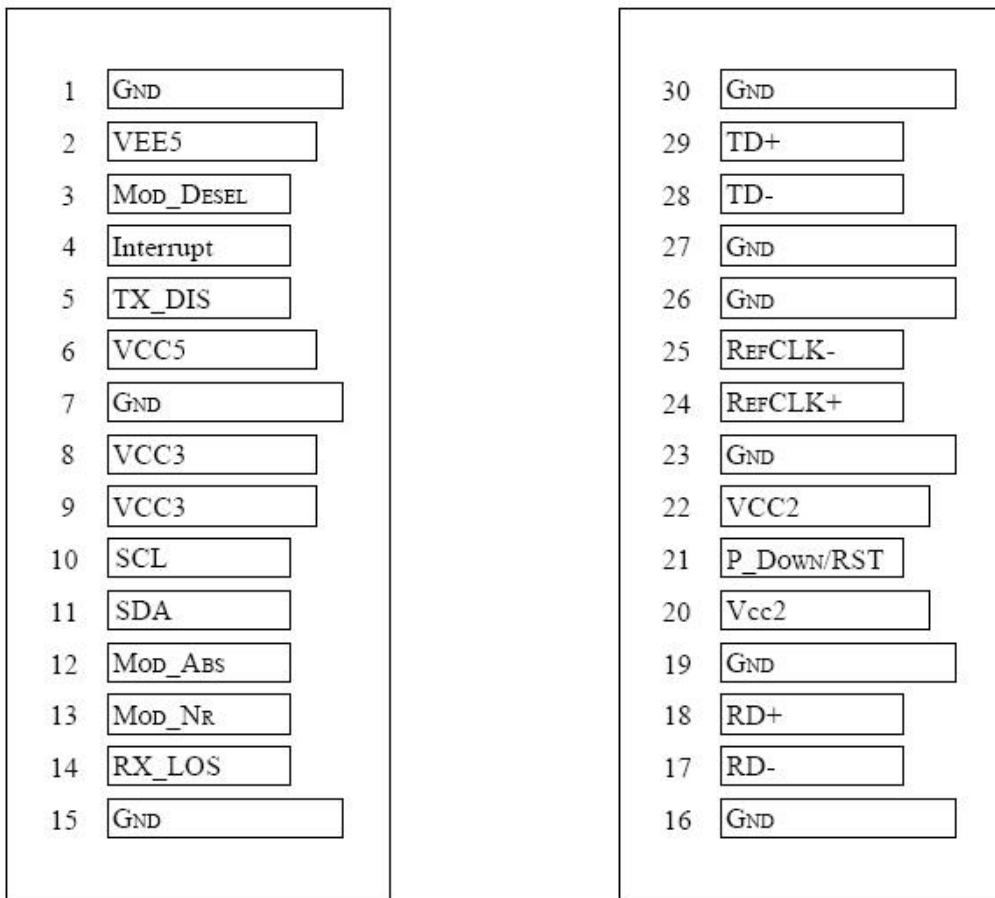 1 GND
2 VEE5
3 MOD_DESEL
4 Interrupt
5 TX_DIS
6 VCC5
7 GND
8 VCC3
9 VCC3
10 SCL
11 SDA
12 MOD_ABS
13 MOD_NR
14 RX_LOS
15 GND
30 GND
29 TD+
28 TD-
27 GND
26 GND
25 REFCLK-
24 REFCLK+
23 GND
22 VCC2
21 P_DOWN/RST
20 Vcc2
19 GND
18 RD+
17 RD-
16 GND